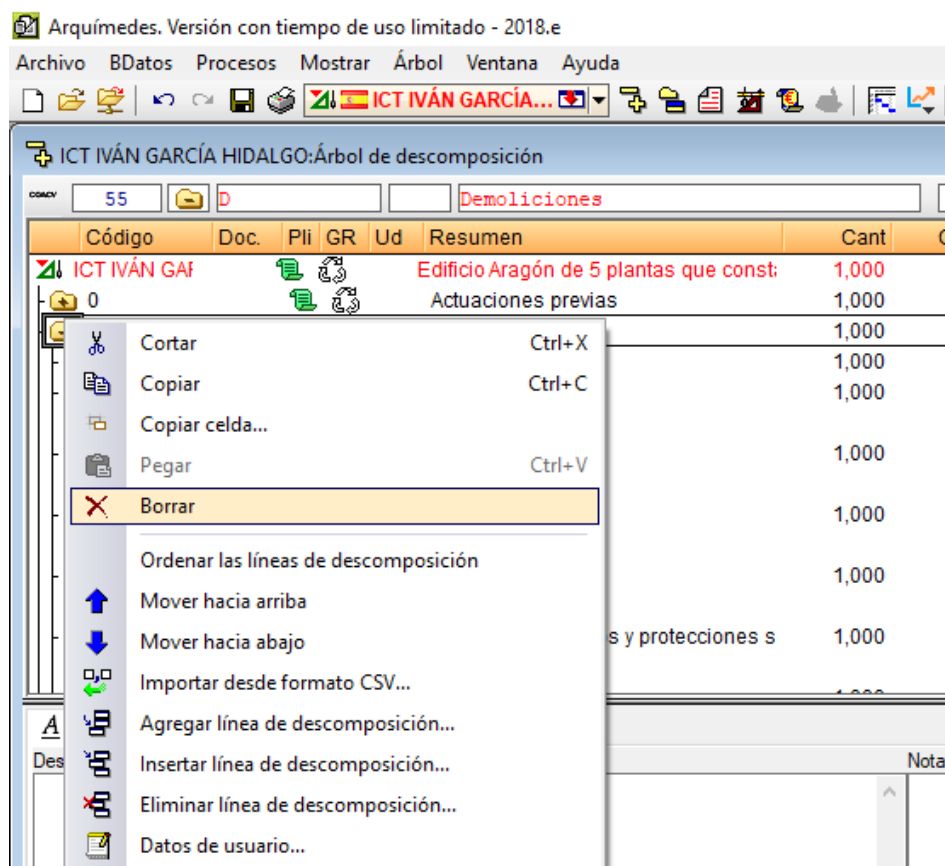 Arquímedes. Versión con tiempo de uso limitado - 2018.e
Archivo BDatos Procesos Mostrar Árbol Ventana Ayuda
ICT IVÁN GARCÍA...
ICT IVÁN GARCÍA HIDALGO:Árbol de descomposición
55 D Demoliciones
Código Doc. Pli GR Ud Resumen Cant
ICT IVÁN GAR Edificio Aragón de 5 plantas que consta 1,000
0 Actuaciones previas 1,000
1,000
Cortar Ctrl+X
1,000
Copiar Ctrl+C 1,000
Copiar celda...
Pegar Ctrl+V 1,000
Borrar 1,000
Ordenar las líneas de descomposición 1,000
Mover hacia arriba
Mover hacia abajo s y protecciones s 1,000
Importar desde formato CSV...
A Agregar línea de descomposición...
Des Insertar línea de descomposición... Nota
Eliminar línea de descomposición...
Datos de usuario...